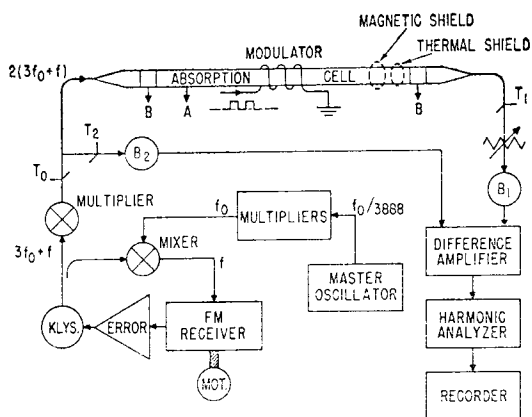 MAGNETIC SHIELD
MODULATOR
THERMAL SHIELD
2(3f₀+f)
ABSORPTION
CELL
B
A
B
T₁
T₂
B₂
T₀
MULTIPLIER
B₁
f₀
MULTIPLIERS
f₀/3868
3f₀+f
MIXER
f
MASTER
OSCILLATOR
DIFFERENCE
AMPLIFIER
KLYS.
ERROR
FM
RECEIVER
HARMONIC
ANALYZER
MOT.
RECORDER